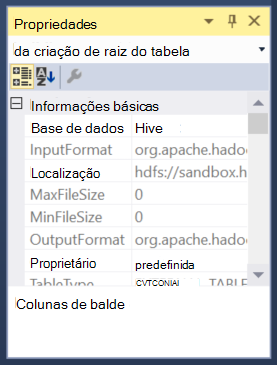 Propriedades
da criação de raiz do tabela
Informações básicas
Base de dados Hive
InputFormat org.apache.hado
Localização hdfs://sandbox.h
MaxFileSize 0
MinFileSize 0
OutputFormat org.apache.hado
Proprietário predefinida
TableType TABLE
Colunas de balde